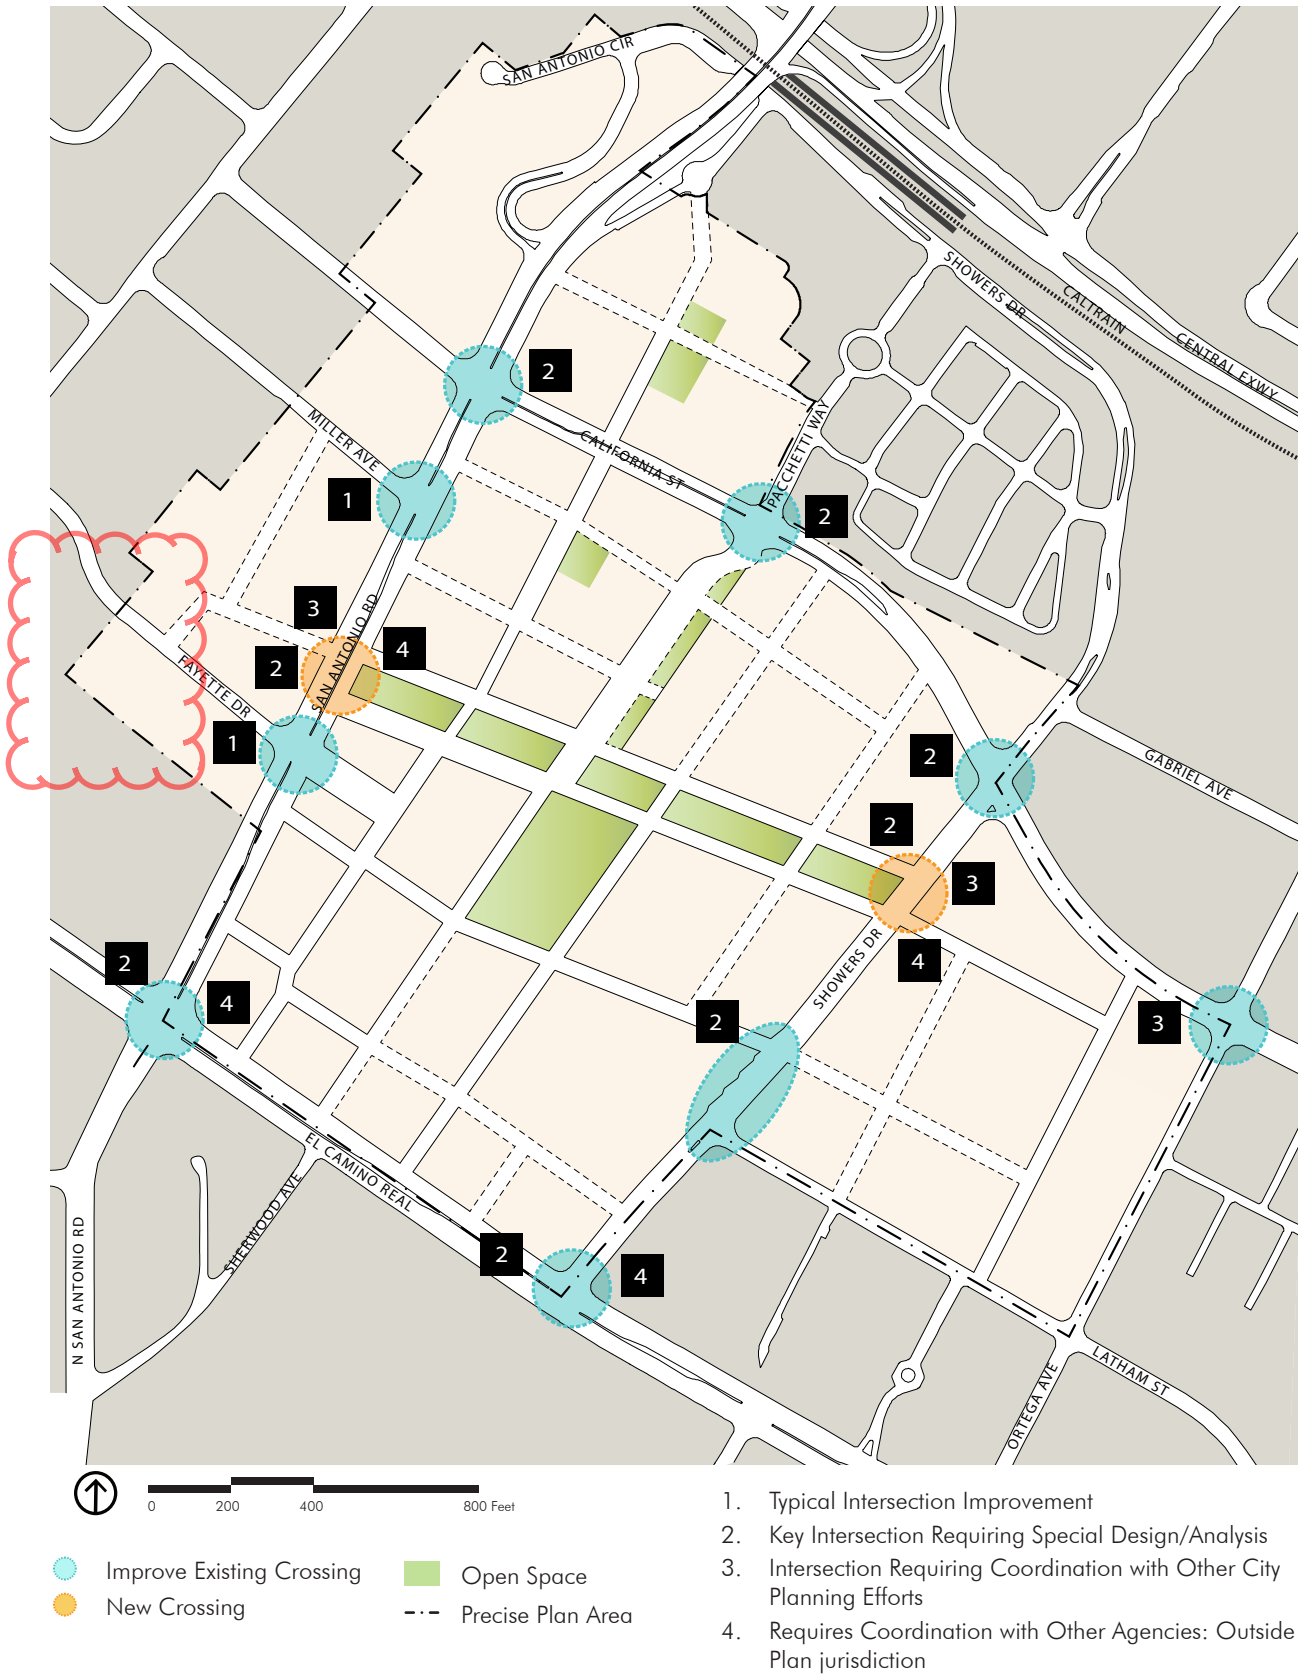 SAN ANTONIO CIR
SHOWERS DR
CALTRAIN
CENTRAL EXWY
2
MILLER AVE
CALIFORNIA ST
PACCHETTI WAY
1
2
3
SAN ANTONIO RD
4
2
FAYETTE DR
1
2
GABRIEL AVE
2
3
4
SHOWERS DR
2
4
2
3
EL CAMINO REAL
SHERWOOD AVE
N SAN ANTONIO RD
2
4
LATHAM ST
ORTEGA AVE
0 200 400 800 Feet
Improve Existing Crossing
New Crossing
Open Space
Precise Plan Area
1. Typical Intersection Improvement
2. Key Intersection Requiring Special Design/Analysis
3. Intersection Requiring Coordination with Other City
Planning Efforts
4. Requires Coordination with Other Agencies: Outside
Plan jurisdiction